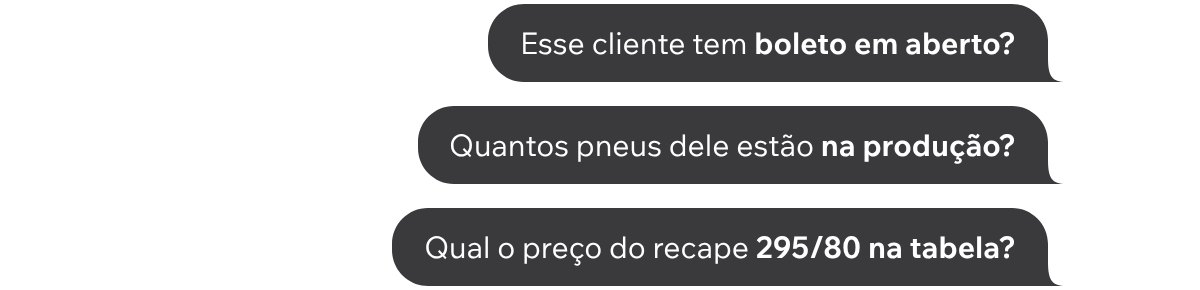 Esse cliente tem boleto em aberto?
Quantos pneus dele estão na produção?
Qual o preço do recape 295/80 na tabela?